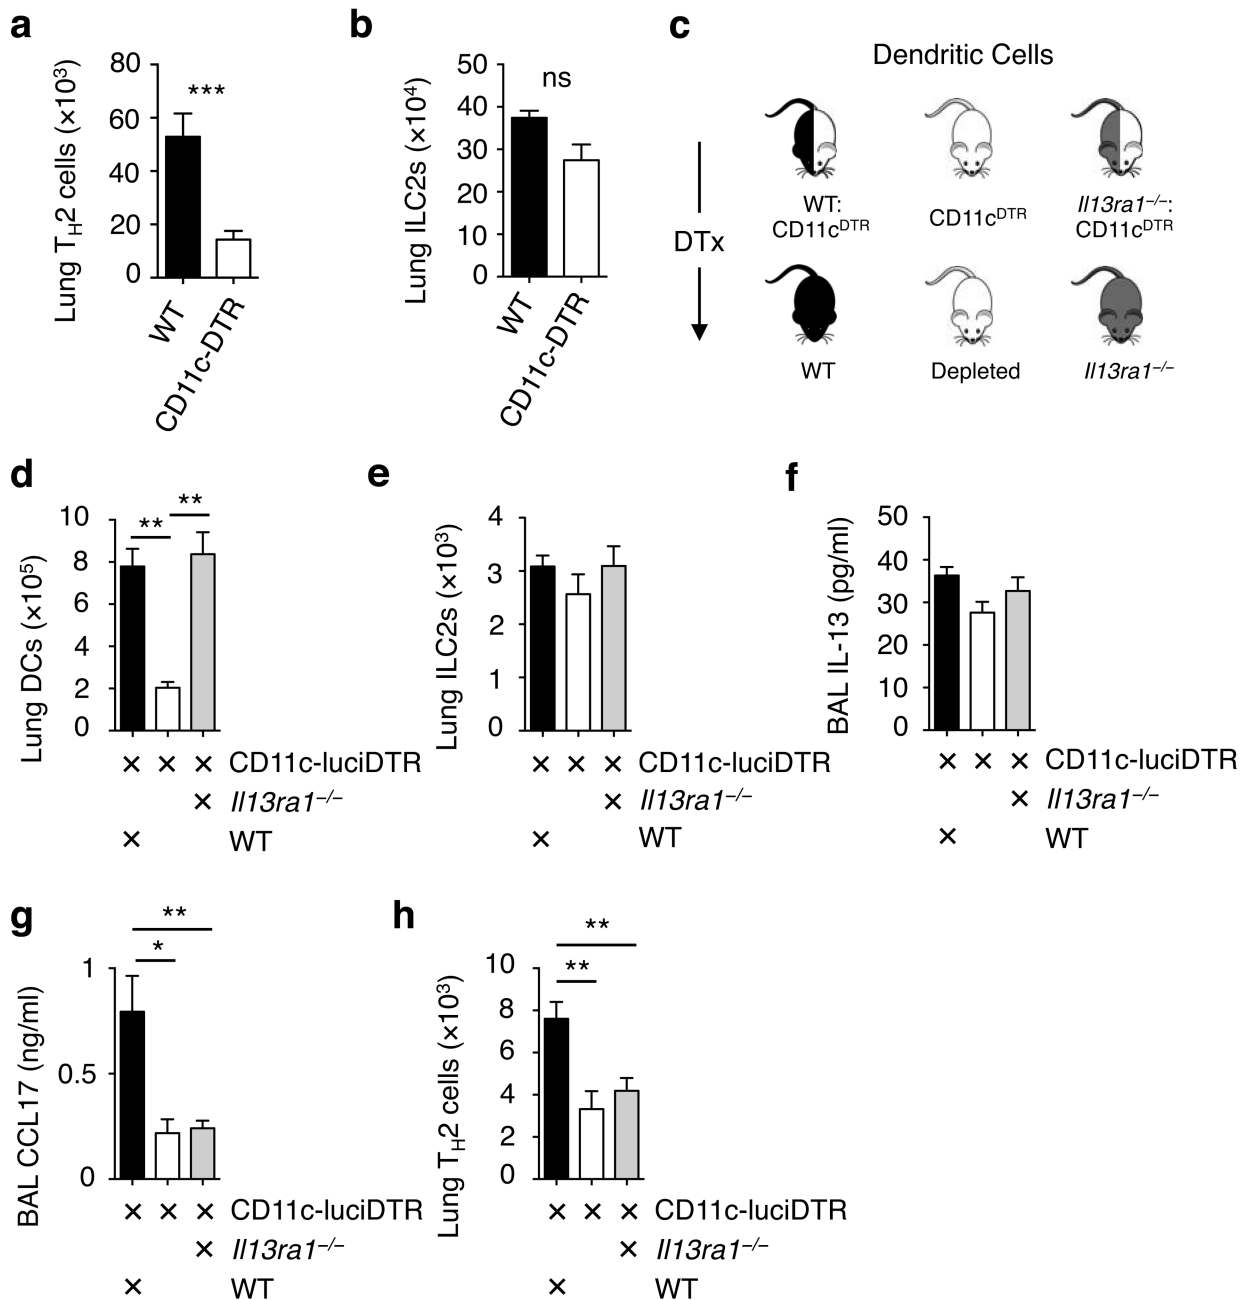 a
Lung TH2 cells (×10³)
80
60
40
20
0
***
WT
CD11c-DTR
b
Lung ILC2s (×10⁴)
50
40
30
20
10
0
ns
WT
CD11c-DTR
c
Dendritic Cells
WT:
CD11cDTR
CD11cDTR
Il13ra1−/−:
CD11cDTR
DTx
WT
Depleted
Il13ra1−/−
d
Lung DCs (×10⁵)
10
8
6
4
2
0
**
**
× × × CD11c-luciDTR
× Il13ra1−/−
× WT
e
Lung ILC2s (×10³)
4
3
2
1
0
× × × CD11c-luciDTR
× Il13ra1−/−
× WT
f
BAL IL-13 (pg/ml)
50
40
30
20
10
0
× × × CD11c-luciDTR
× Il13ra1−/−
× WT
g
BAL CCL17 (ng/ml)
1
0.5
0
**
*
× × × CD11c-luciDTR
× Il13ra1−/−
× WT
h
Lung TH2 cells (×10³)
10
8
6
4
2
0
**
**
× × × CD11c-luciDTR
× Il13ra1−/−
× WT